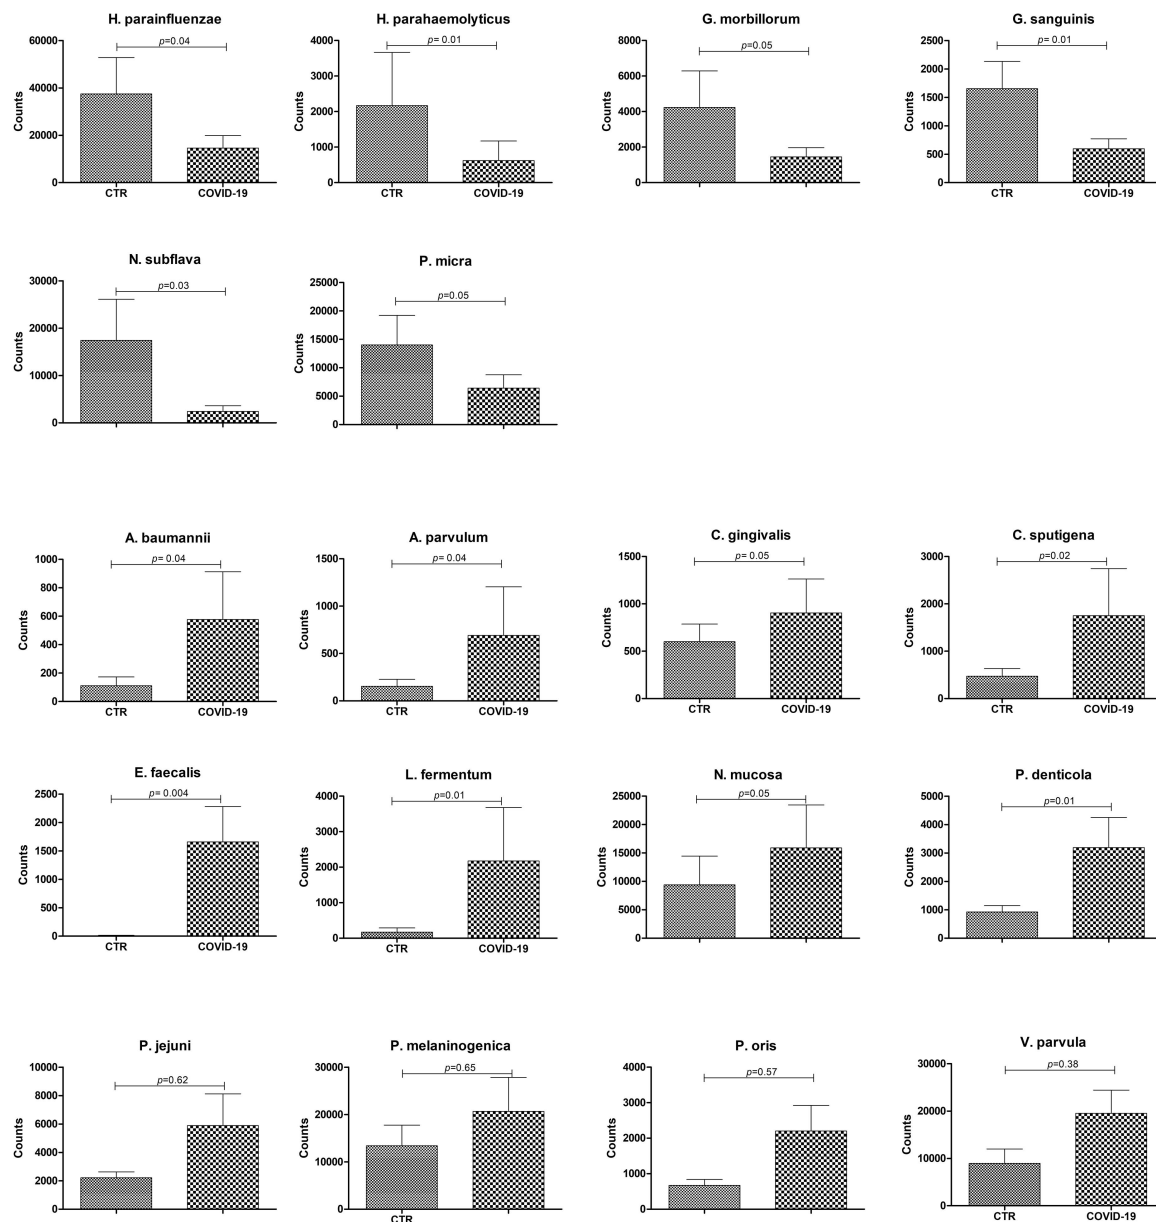 H. parainfluenzae
p=0.04
Counts
60000
40000
20000
0
CTR COVID-19
H. parahaemolyticus
p= 0.01
Counts
4000
3000
2000
1000
0
CTR COVID-19
G. morbillorum
p=0.05
Counts
8000
6000
4000
2000
0
G. sanguinis
p= 0.01
Counts
2500
2000
1500
1000
500
0
CTR COVID-19
N. subflava
p=0.03
Counts
30000
20000
10000
0
P. micra
p=0.05
Counts
25000
20000
15000
10000
5000
0
A. baumannii
p= 0.04
Counts
1000
800
600
400
200
0
CTR COVID-19
A. parvulum
p= 0.04
Counts
1500
1000
500
0
CTR COVID-19
C. gingivalis
p= 0.05
Counts
1500
1000
500
0
CTR COVID-19
C. sputigena
p=0.02
Counts
3000
2000
1000
0
CTR COVID-19
E. faecalis
p= 0.004
Counts
2500
2000
1500
1000
500
0
CTR COVID-19
L. fermentum
p=0.01
Counts
4000
3000
2000
1000
0
CTR COVID-19
N. mucosa
p=0.05
Counts
25000
20000
15000
10000
5000
0
P. denticola
p=0.01
Counts
5000
4000
3000
2000
1000
0
P. jejuni
p=0.62
Counts
10000
8000
6000
4000
2000
0
P. melaninogenica
p=0.65
Counts
30000
20000
10000
0
CTR
P. oris
p=0.57
Counts
4000
3000
2000
1000
0
V. parvula
p=0.38
Counts
30000
20000
10000
0
CTR COVID-19